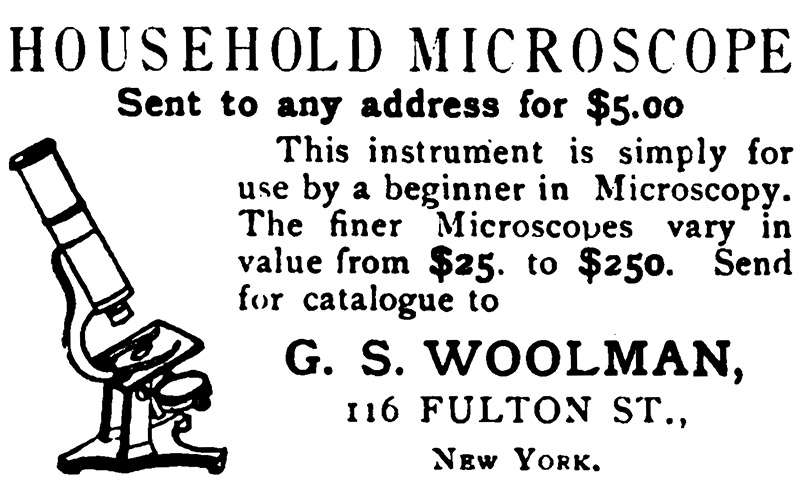 HOUSEHOLD MICROSCOPE
Sent to any address for $5.00
This instrument is simply for
use by a beginner in Microscopy.
The finer Microscopes vary in
value from $25. to $250. Send
for catalogue to
G. S. WOOLMAN,
116 FULTON ST.,
NEW YORK.